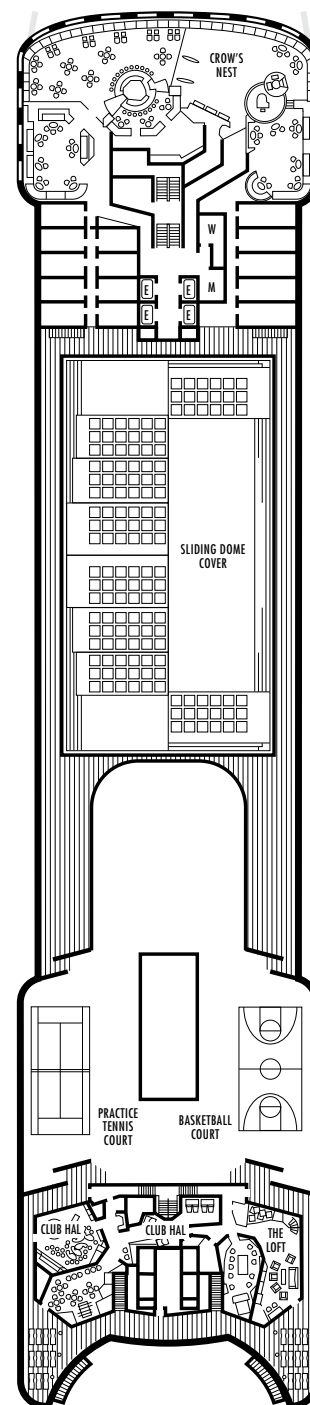 CROW'S
NEST
W
M
E
E
E
E
SLIDING DOME
COVER
PRACTICE
TENNIS
COURT
BASKETBALL
COURT
CLUB HAL
CLUB HAL
THE
LOFT